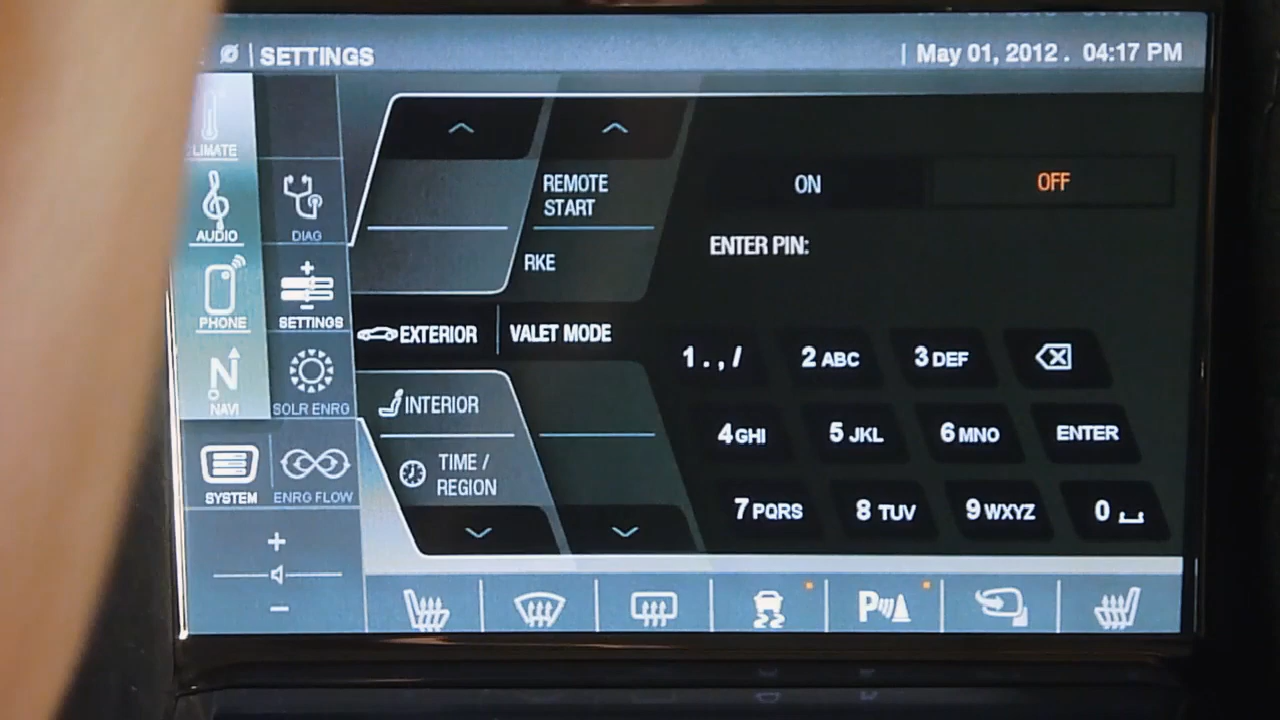 SETTINGS
May 01, 2012 . 04:17 PM
LIMATE
AUDIO
DIAG
PHONE
SETTINGS
NAVI
SOLR ENRG
SYSTEM
ENRG FLOW
+
−
REMOTE
START
RKE
EXTERIOR
VALET MODE
INTERIOR
TIME /
REGION
ON
OFF
ENTER PIN:
1 . , /
2 ABC
3 DEF
4 GHI
5 JKL
6 MNO
ENTER
7 PQRS
8 TUV
9 WXYZ
0
P